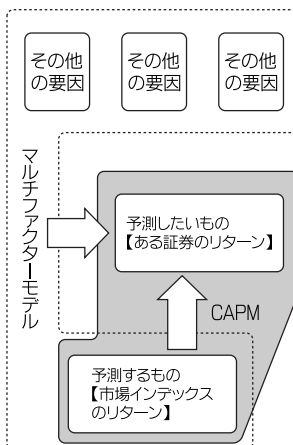 その他
の要因
その他
の要因
その他
の要因
マルチファクターモデル
予測したいもの
【ある証券のリターン】
CAPM
予測するもの
【市場インデックス
のリターン】